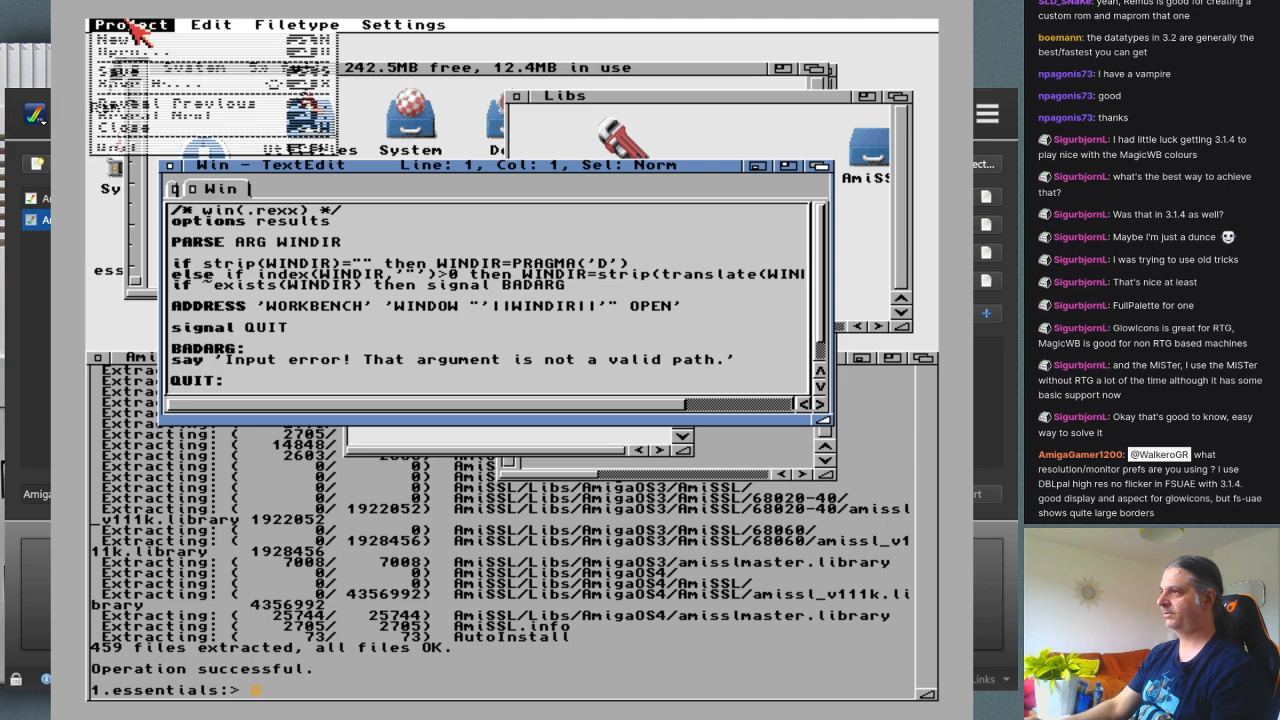 Project Edit Filetype Settings
242.5MB free, 12.4MB in use
Libs
Close
System
Win - TextEdit Line: 1, Col: 1, Sel: Norm
Win
/* win(.rexx) */
options results
PARSE ARG WINDIR
if strip(WINDIR)="" then WINDIR=PRAGMA('D')
else if index(WINDIR,'"')>0 then WINDIR=strip(translate(WINI
if ~exists(WINDIR) then signal BADARG
ADDRESS 'WORKBENCH' 'WINDOW "'||WINDIR||'" OPEN'
signal QUIT
BADARG:
say 'Input error! That argument is not a valid path.'
QUIT:
2705/
14848/
2603/
Extracting: ( 0/ 0) AmiSSL/Libs/AmigaOS3/AmiSSL/
Extracting: ( 0/ 0) AmiSSL/Libs/AmigaOS3/68020-40/
Extracting: ( 0/ 1922052) AmiSSL/Libs/AmigaOS3/68020-40/amissl
_v111k.library 1922052
Extracting: ( 0/ 0) AmiSSL/Libs/AmigaOS3/68060/
Extracting: ( 0/ 1928456) AmiSSL/Libs/AmigaOS3/68060/amissl_v1
11k.library 1928456
Extracting: ( 7008/ 7008) AmiSSL/Libs/AmigaOS3/amisslmaster.library
Extracting: ( 0/ 0) AmiSSL/Libs/AmigaOS4/
Extracting: ( 0/ 0) AmiSSL/Libs/AmigaOS4/AmiSSL/
Extracting: ( 0/ 4356992) AmiSSL/Libs/AmigaOS4/AmiSSL/amissl_v111k.li
brary 4356992
Extracting: ( 25744/ 25744) AmiSSL/Libs/AmigaOS4/amisslmaster.library
Extracting: ( 2705/ 2705) AmiSSL.info
Extracting: ( 73/ 73) AutoInstall
459 files extracted, all files OK.
Operation successful.
1.essentials:>
custom rom and maprom that one
boemann: the datatypes in 3.2 are generally the
best/fastest you can get
npagonis73: I have a vampire
npagonis73: good
npagonis73: thanks
SigurbjornL: I had little luck getting 3.1.4 to
play nice with the MagicWB colours
SigurbjornL: what's the best way to achieve
that?
SigurbjornL: Was that in 3.1.4 as well?
SigurbjornL: Maybe I'm just a dunce
SigurbjornL: I was trying to use old tricks
SigurbjornL: That's nice at least
SigurbjornL: FullPalette for one
SigurbjornL: GlowIcons is great for RTG,
MagicWB is good for non RTG based machines
SigurbjornL: and the MISTer, I use the MISTer
without RTG a lot of the time although it has some
basic support now
SigurbjornL: Okay that's good to know, easy
way to solve it
AmigaGamer1200: @WalkeroGR what
resolution/monitor prefs are you using ? I use
DBLpal high res no flicker in FSUAE with 3.1.4.
good display and aspect for glowicons, but fs-uae
shows quite large borders